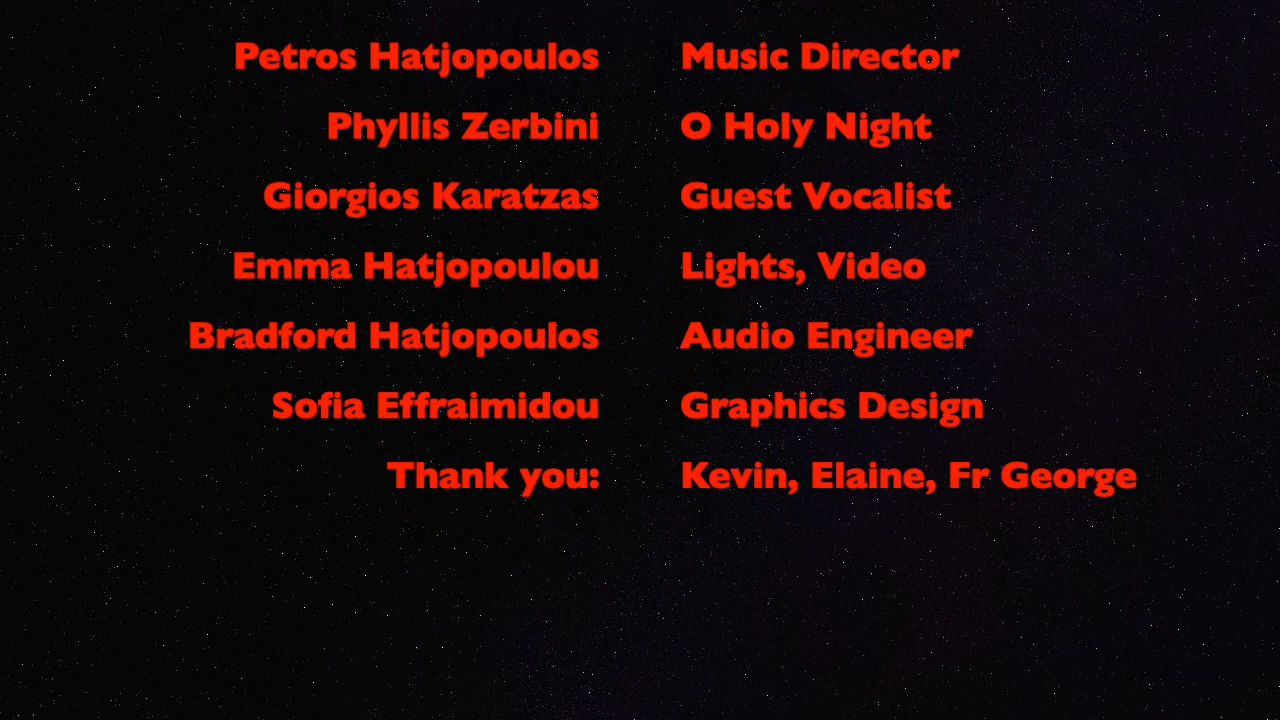 Petros Hatjopoulos Music Director
Phyllis Zerbini O Holy Night
Giorgios Karatzas Guest Vocalist
Emma Hatjopoulou Lights, Video
Bradford Hatjopoulos Audio Engineer
Sofia Effraimidou Graphics Design
Thank you: Kevin, Elaine, Fr George